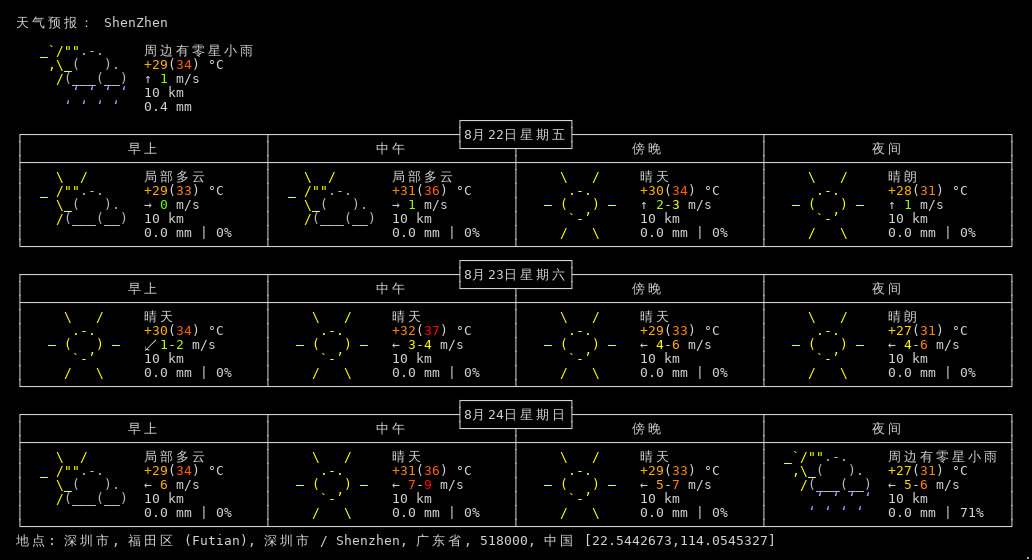 天气预报： ShenZhen
周边有零星小雨
+29(34) °C
↑ 1 m/s
10 km
0.4 mm
8月22日星期五
早上 中午 傍晚 夜间
局部多云 局部多云 晴天 晴朗
+29(33) °C +31(36) °C +30(34) °C +28(31) °C
→ 0 m/s → 1 m/s ↑ 2-3 m/s ↑ 1 m/s
10 km 10 km 10 km 10 km
0.0 mm | 0% 0.0 mm | 0% 0.0 mm | 0% 0.0 mm | 0%
8月23日星期六
早上 中午 傍晚 夜间
晴天 晴天 晴天 晴朗
+30(34) °C +32(37) °C +29(33) °C +27(31) °C
↙ 1-2 m/s ← 3-4 m/s ← 4-6 m/s ← 4-6 m/s
10 km 10 km 10 km 10 km
0.0 mm | 0% 0.0 mm | 0% 0.0 mm | 0% 0.0 mm | 0%
8月24日星期日
早上 中午 傍晚 夜间
局部多云 晴天 晴天 周边有零星小雨
+29(34) °C +31(36) °C +29(33) °C +27(31) °C
← 6 m/s ← 7-9 m/s ← 5-7 m/s ← 5-6 m/s
10 km 10 km 10 km 10 km
0.0 mm | 0% 0.0 mm | 0% 0.0 mm | 0% 0.0 mm | 71%
地点: 深圳市, 福田区 (Futian), 深圳市 / Shenzhen, 广东省, 518000, 中国 [22.5442673,114.0545327]